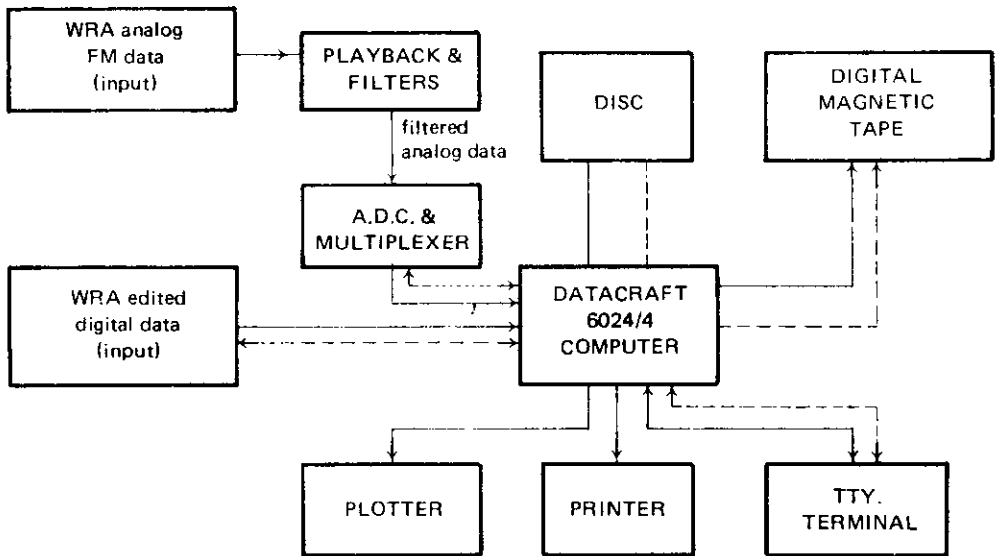 WRA analog
FM data
(input)
PLAYBACK &
FILTERS
DISC
DIGITAL
MAGNETIC
TAPE
filtered
analog data
A.D.C. &
MULTIPLEXER
WRA edited
digital data
(input)
DATACRAFT
6024/4
COMPUTER
PLOTTER
PRINTER
TTY.
TERMINAL